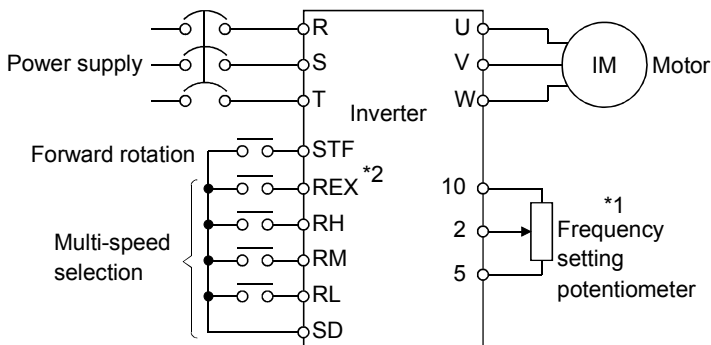 R
U
Power supply
S
V
IM
Motor
T
W
Inverter
Forward rotation
STF
REX *2
10
*1
RH
2
Frequency
setting
potentiometer
Multi-speed
selection
RM
5
RL
SD